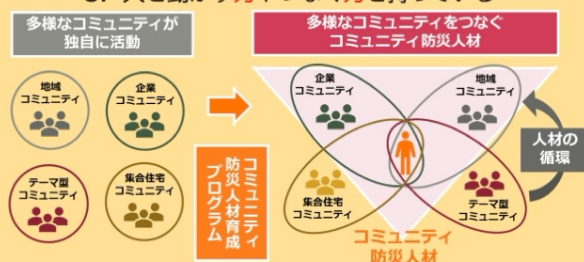 多様なコミュニティが
独自に活動
多様なコミュニティをつなぐ
コミュニティ防災人材
地域
コミュニティ
企業
コミュニティ
テーマ型
コミュニティ
集合住宅
コミュニティ
コミュニティ
防災人材育成
プログラム
企業
コミュニティ
地域
コミュニティ
集合住宅
コミュニティ
テーマ型
コミュニティ
コミュニティ
防災人材
人材の
循環